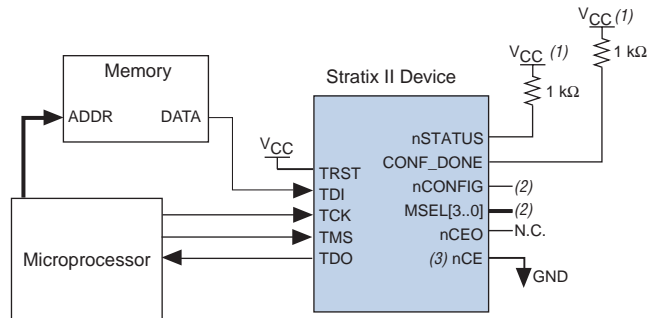 VCC (1)
VCC (1)
1 kΩ
Memory
Stratix II Device
1 kΩ
ADDR
DATA
nSTATUS
VCC
CONF_DONE
TRST
nCONFIG
(2)
TDI
MSEL[3..0]
(2)
TCK
nCEO
N.C.
TMS
Microprocessor
TDO
(3) nCE
GND